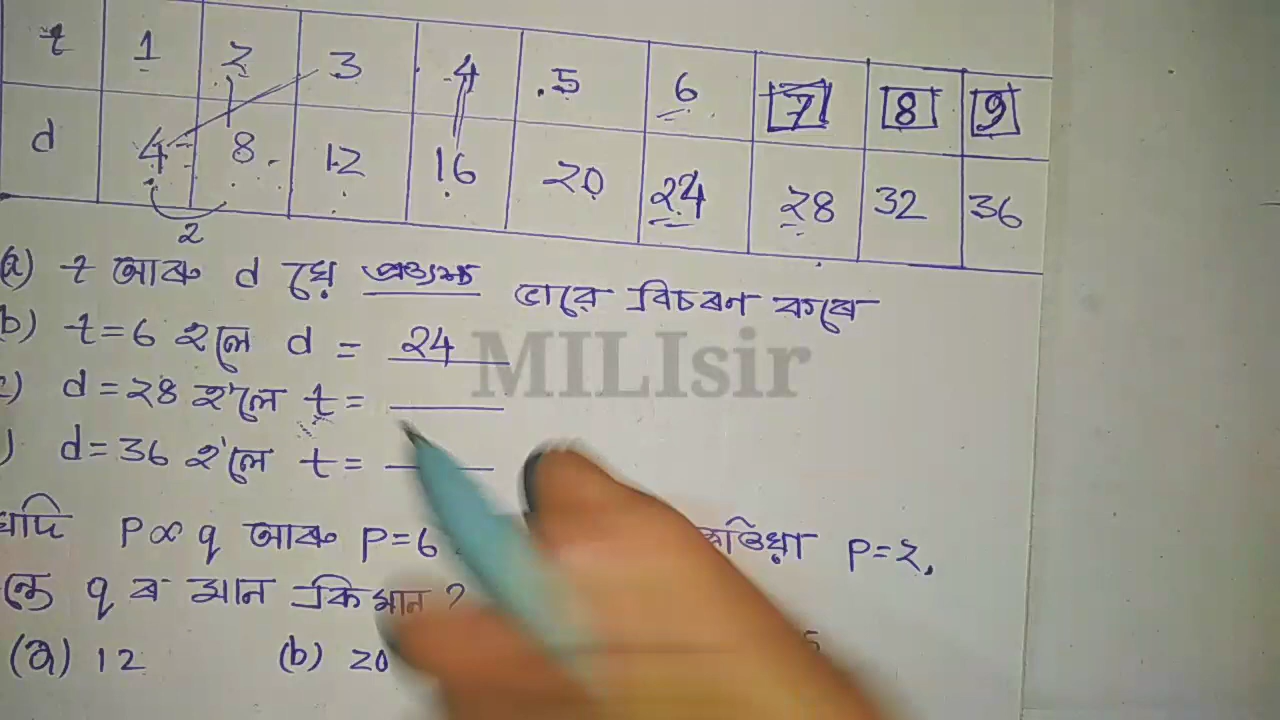 t 1 2 3 4 5 6 7 8 9
d 4 8 12 16 20 24 28 32 36
2
(a) t আৰু d য়ে প্ৰত্যক্ষ ভাৱে বিচৰণ কৰে
b) t=6 হলে d = 24
c) d=28 হ'লে t=
) d=36 হ'লে t=
যদি p∝q আৰু p=6 p=2,
q ৰ মান কিমান?
(a) 12 (b) 20
MILIsir